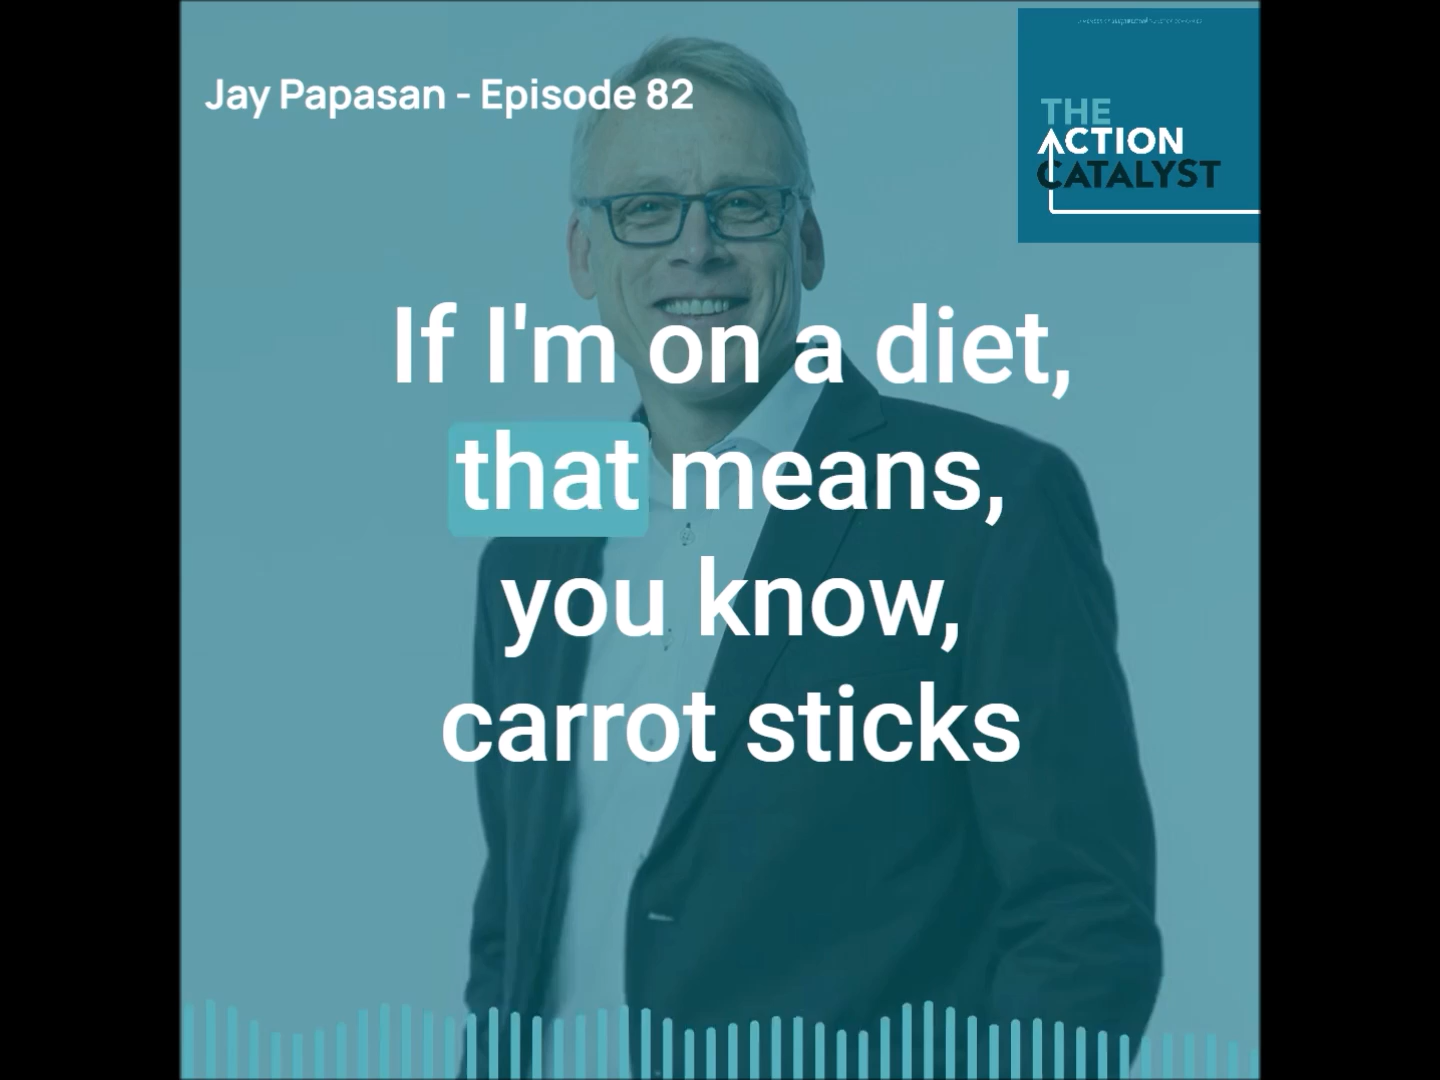 Jay Papasan - Episode 82
THE
ACTION
CATALYST
If I'm on a diet,
that means,
you know,
carrot sticks